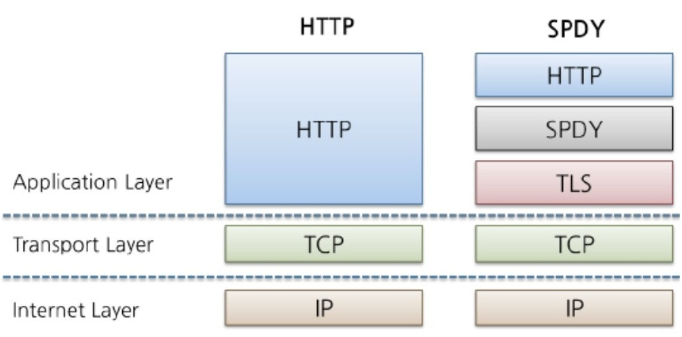 HTTP SPDY
HTTP
HTTP
SPDY
Application Layer TLS
Transport Layer TCP TCP
Internet Layer IP IP